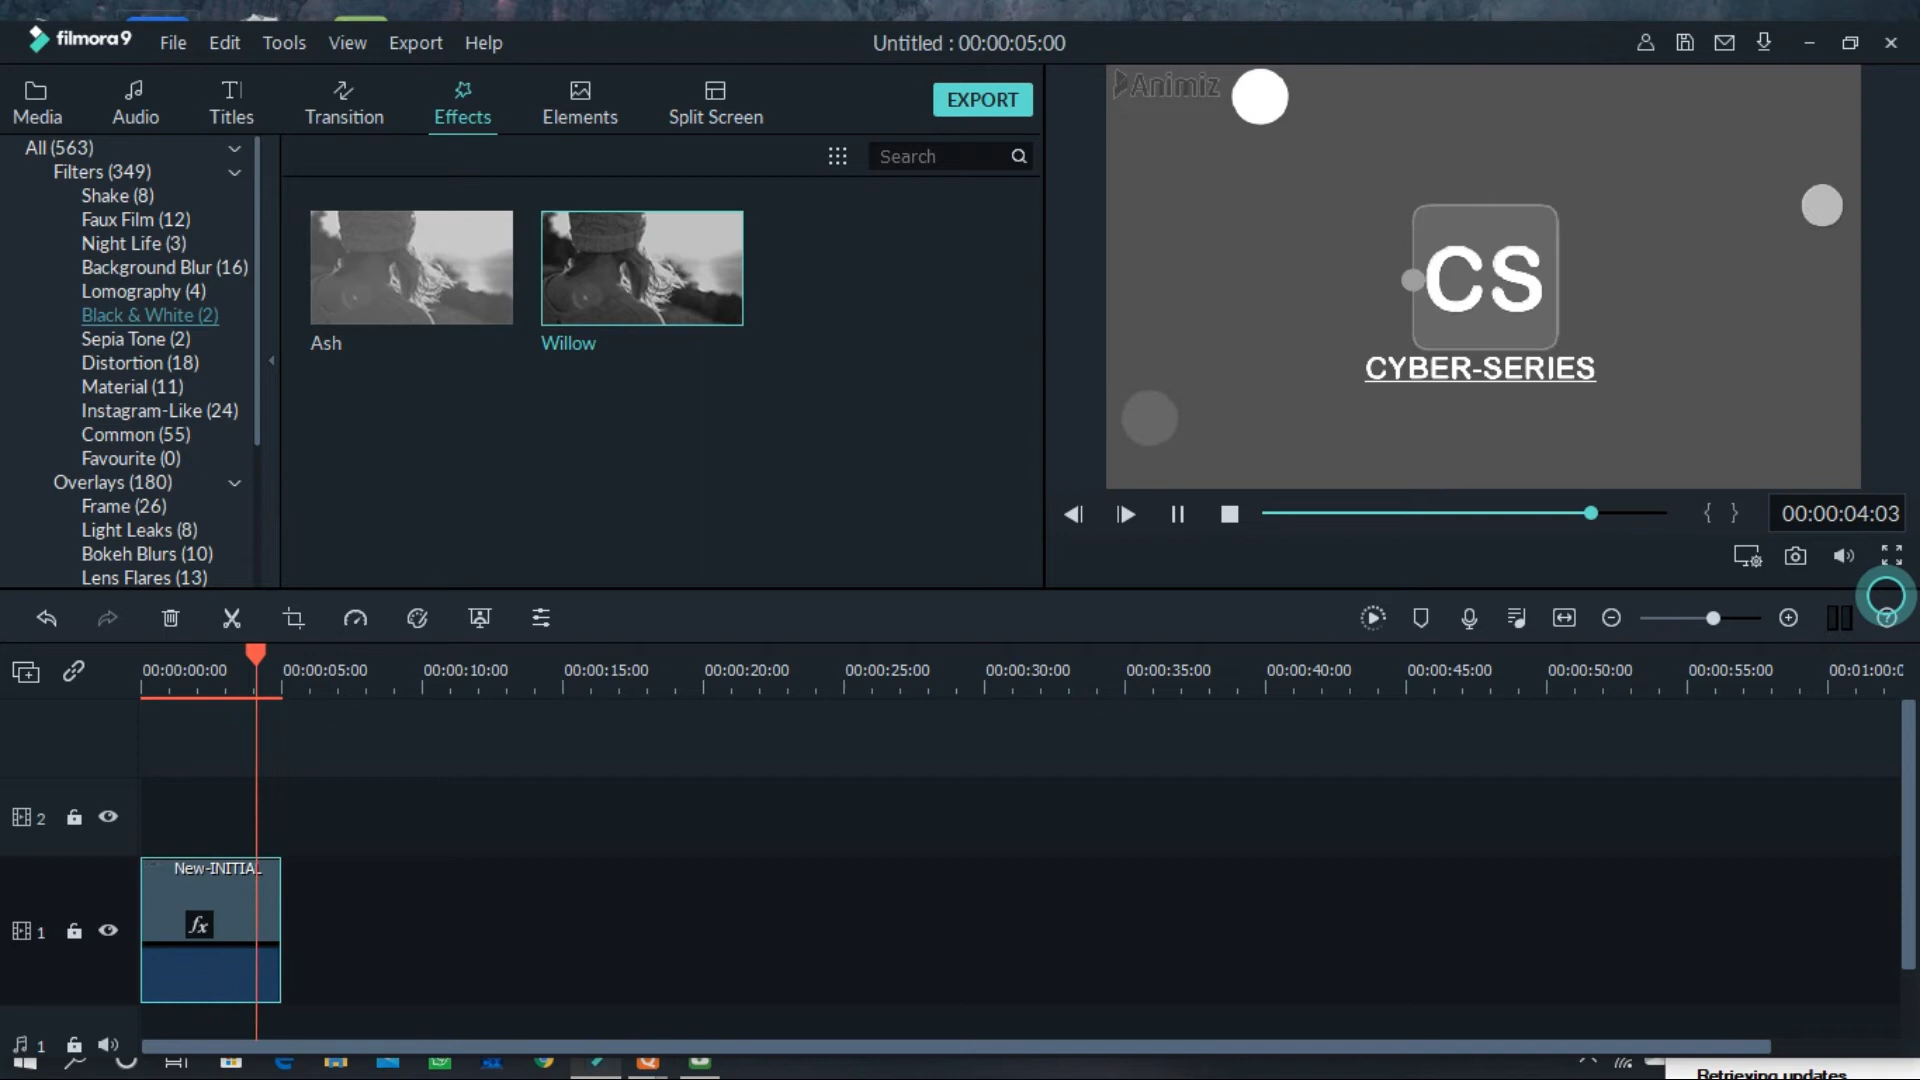 filmora9 File Edit Tools View Export Help Untitled : 00:00:05:00
Media Audio Titles Transition Effects Elements Split Screen EXPORT
All (563)
Filters (349)
Shake (8)
Faux Film (12)
Night Life (3)
Background Blur (16)
Lomography (4)
Black & White (2)
Sepia Tone (2)
Distortion (18)
Material (11)
Instagram-Like (24)
Common (55)
Favourite (0)
Overlays (180)
Frame (26)
Light Leaks (8)
Bokeh Blurs (10)
Lens Flares (13)
Search
Ash Willow
Animiz
CS
CYBER-SERIES
00:00:04:03
00:00:00:00 00:00:05:00 00:00:10:00 00:00:15:00 00:00:20:00 00:00:25:00 00:00:30:00 00:00:35:00 00:00:40:00 00:00:45:00 00:00:50:00 00:00:55:00 00:01:00:0
2
New-INITIAL
fx
1
1
Retrieving updates